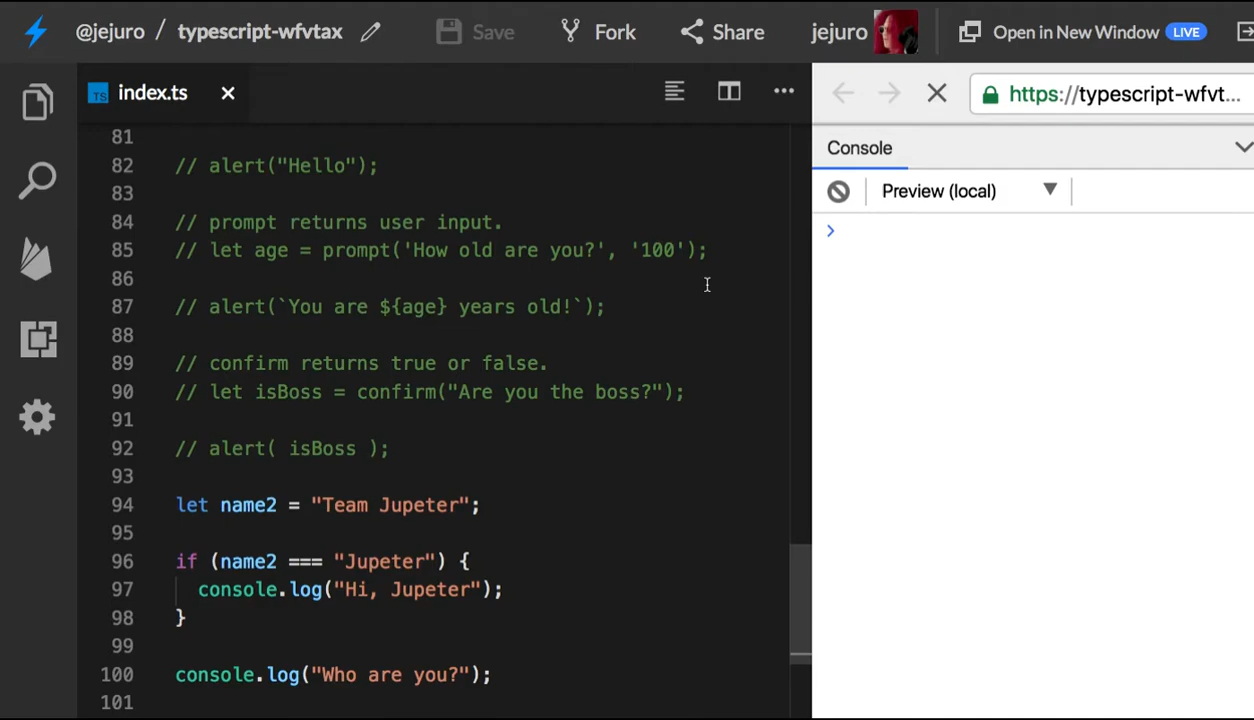 @jejuro / typescript-wfvtax
Save
Fork
Share
jejuro
Open in New Window LIVE
TS index.ts
https://typescript-wfvt...
Console
Preview (local)
>
81
82 // alert("Hello");
83
84 // prompt returns user input.
85 // let age = prompt('How old are you?', '100');
86
87 // alert(`You are ${age} years old!`);
88
89 // confirm returns true or false.
90 // let isBoss = confirm("Are you the boss?");
91
92 // alert( isBoss );
93
94 let name2 = "Team Jupeter";
95
96 if (name2 === "Jupeter") {
97 console.log("Hi, Jupeter");
98 }
99
100 console.log("Who are you?");
101